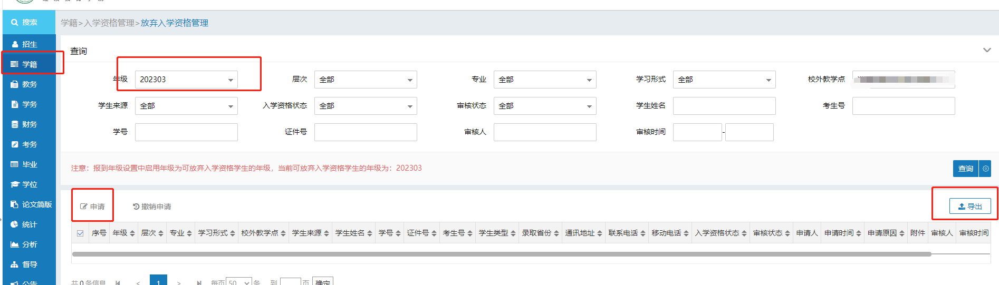 搜索
学籍>入学资格管理>放弃入学资格管理
招生
学籍
教务
学务
财务
考务
毕业
学位
论文简版
统计
分析
督导
公告
查询
年级 202303 层次 全部 专业 全部 学习形式 全部 校外教学点
学生来源 全部 入学资格状态 全部 审核状态 全部 学生姓名 考生号
学号 证件号 审核人 审核时间 -
注意：报到年级设置中启用年级为可放弃入学资格学生的年级，当前可放弃入学资格学生的年级为：202303
查询
申请 撤销申请 导出
序号 年级 层次 专业 学习形式 校外教学点 学生来源 学生姓名 学号 证件号 考生号 学生类型 录取省份 通讯地址 联系电话 移动电话 入学资格状态 审核状态 申请人 申请时间 申请原因 附件 审核人 审核时间
共0条信息 < 1 > 每页 50 条 到 页 确定